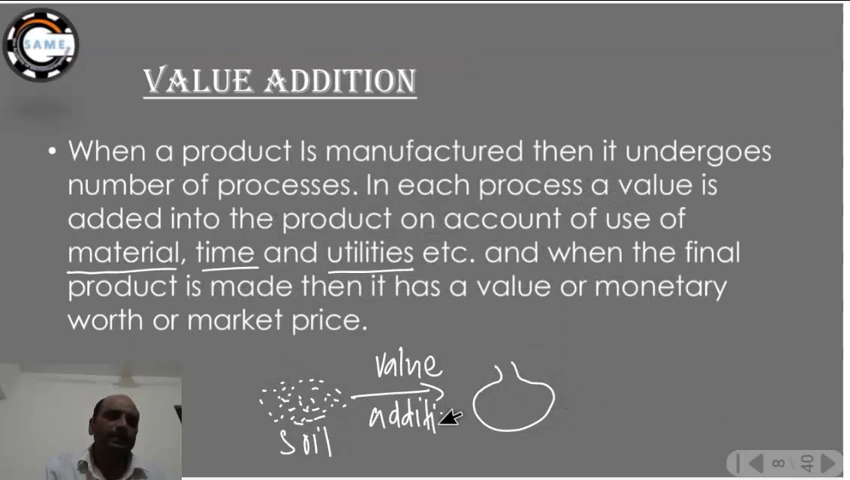 SAME
VALUE ADDITION
• When a product Is manufactured then it undergoes
number of processes. In each process a value is
added into the product on account of use of
material, time and utilities etc. and when the final
product is made then it has a value or monetary
worth or market price.
value
additi
soil
8/40